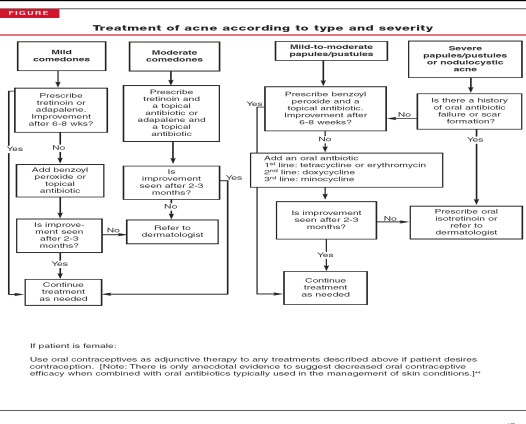 FIGURE
Treatment of acne according to type and severity
Mild
comedones
Moderate
comedones
Mild-to-moderate
papules/pustules
Severe
papules/pustules
or nodulocystic
acne
Prescribe
tretinoin or
adapalene.
Improvement
after 6-8 wks?
Prescribe
tretinoin and
a topical
antibiotic or
adapalene and
a topical
antibiotic
Yes
Prescribe benzoyl
peroxide and a
topical antibiotic.
Improvement after
6-8 weeks?
No
Is there a history
of oral antibiotic
failure or scar
formation?
Yes
No
No
Yes
Add benzoyl
peroxide or
topical
antibiotic
Is
improvement
seen after 2-3
months?
Yes
Add an oral antbiotic
1st line: tetracycline or erythromycin
2nd line: doxycycline
3rd line: minocycline
No
Is improve-
ment seen
after 2-3
months?
No
Refer to
dermatologist
Is improvement
seen after 2-3
months?
No
Prescribe oral
isotretinoin or
refer to
dermatologist
Yes
Yes
Continue
treatment
as needed
Continue
treatment
as needed
If patient is female:
Use oral contraceptives as adjunctive therapy to any treatments described above if patient desires
contraception. [Note: There is only anecdotal evidence to suggest decreased oral contraceptive
efficacy when combined with oral antibiotics typically used in the management of skin conditions.]